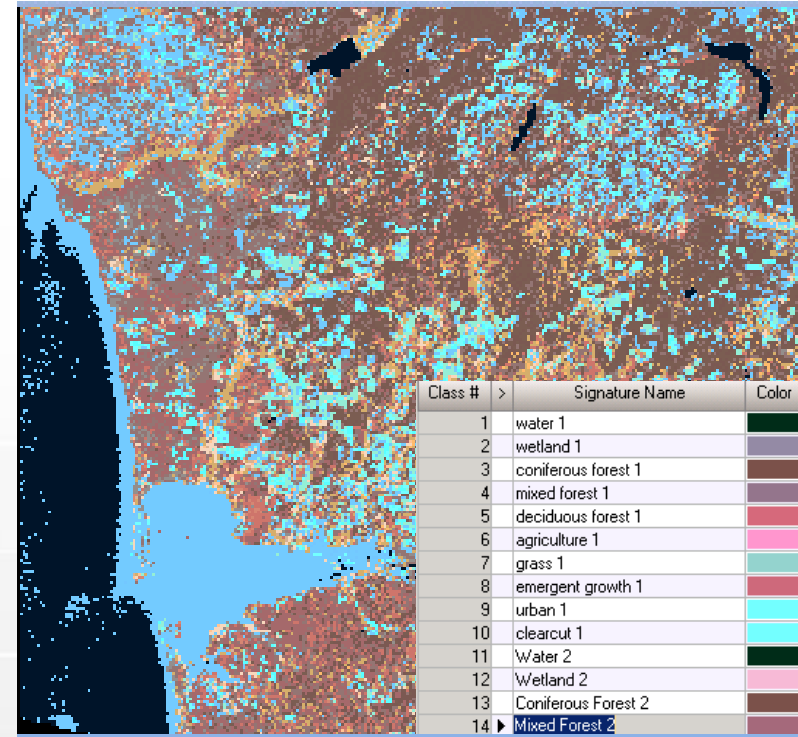 Class # > Signature Name Color
1 water 1
2 wetland 1
3 coniferous forest 1
4 mixed forest 1
5 deciduous forest 1
6 agriculture 1
7 grass 1
8 emergent growth 1
9 urban 1
10 clearcut 1
11 Water 2
12 Wetland 2
13 Coniferous Forest 2
14 Mixed Forest 2